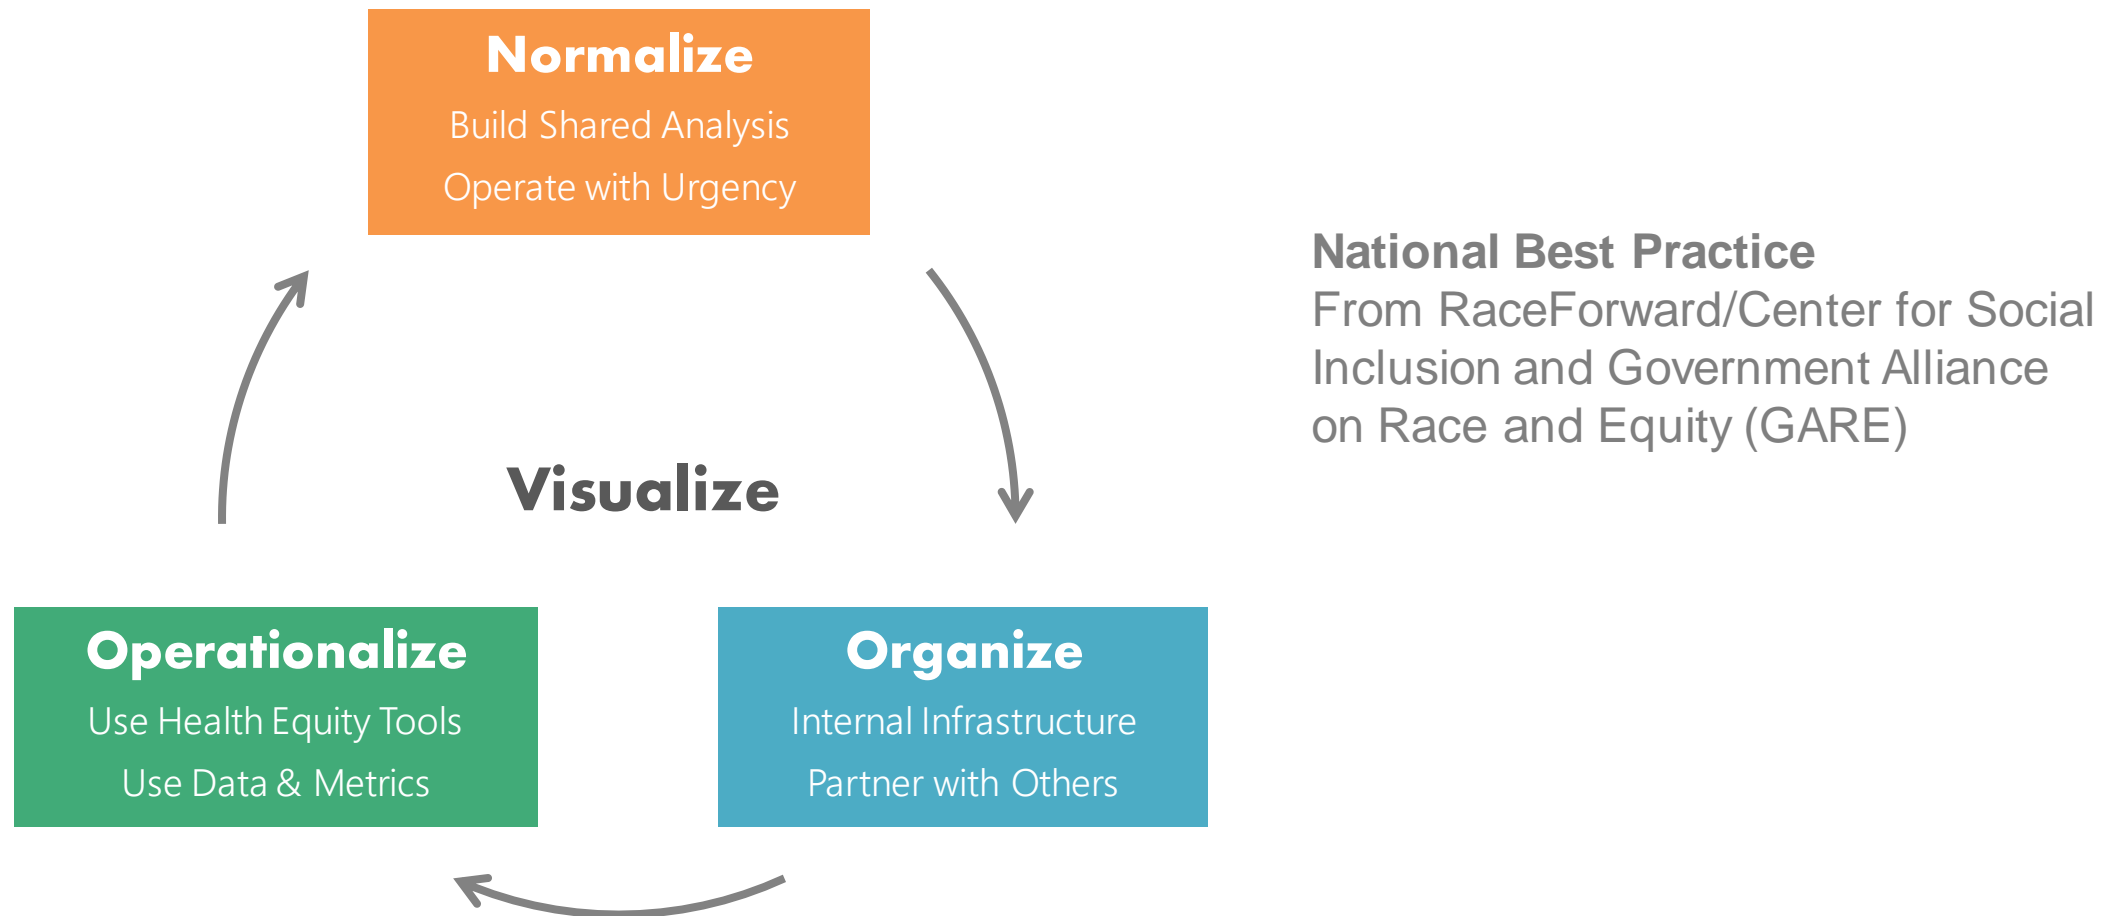 Normalize
Build Shared Analysis
Operate with Urgency
National Best Practice
From RaceForward/Center for Social
Inclusion and Government Alliance
on Race and Equity (GARE)
Visualize
Operationalize
Use Health Equity Tools
Use Data & Metrics
Organize
Internal Infrastructure
Partner with Others